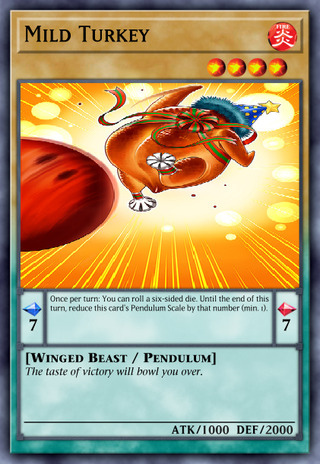 Mild Turkey
FIRE
炎
Once per turn: You can roll a six-sided die. Until the end of this
turn, reduce this card's Pendulum Scale by that number (min. 1).
7
7
[Winged Beast / Pendulum]
The taste of victory will bowl you over.
ATK/1000 DEF/2000